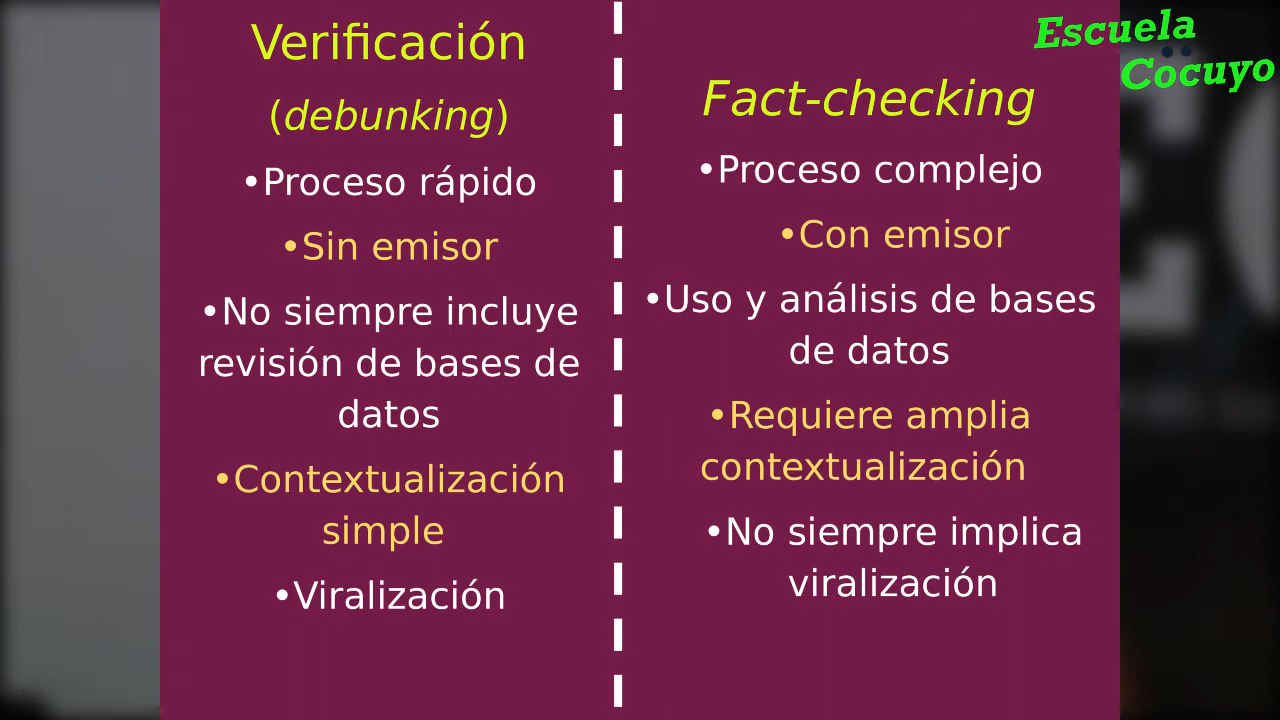 Verificación
(debunking)
•Proceso rápido
•Sin emisor
•No siempre incluye
revisión de bases de
datos
•Contextualización
simple
•Viralización
Fact-checking
•Proceso complejo
•Con emisor
•Uso y análisis de bases
de datos
•Requiere amplia
contextualización
•No siempre implica
viralización
Escuela
Cocuyo